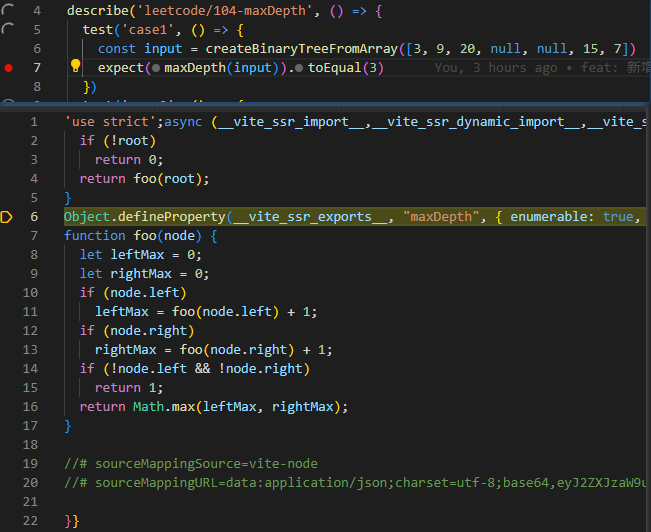 4 describe('leetcode/104-maxDepth', () => {
5 test('case1', () => {
6 const input = createBinaryTreeFromArray([3, 9, 20, null, null, 15, 7])
7 expect(maxDepth(input)).toEqual(3) You, 3 hours ago • feat: 新增
8 })
1 'use strict';async (__vite_ssr_import__,__vite_ssr_dynamic_import__,__vite_s
2 if (!root)
3 return 0;
4 return foo(root);
5 }
6 Object.defineProperty(__vite_ssr_exports__, "maxDepth", { enumerable: true,
7 function foo(node) {
8 let leftMax = 0;
9 let rightMax = 0;
10 if (node.left)
11 leftMax = foo(node.left) + 1;
12 if (node.right)
13 rightMax = foo(node.right) + 1;
14 if (!node.left && !node.right)
15 return 1;
16 return Math.max(leftMax, rightMax);
17 }
18
19 //# sourceMappingSource=vite-node
20 //# sourceMappingURL=data:application/json;charset=utf-8;base64,eyJ2ZXJzaW9u
21
22 }}